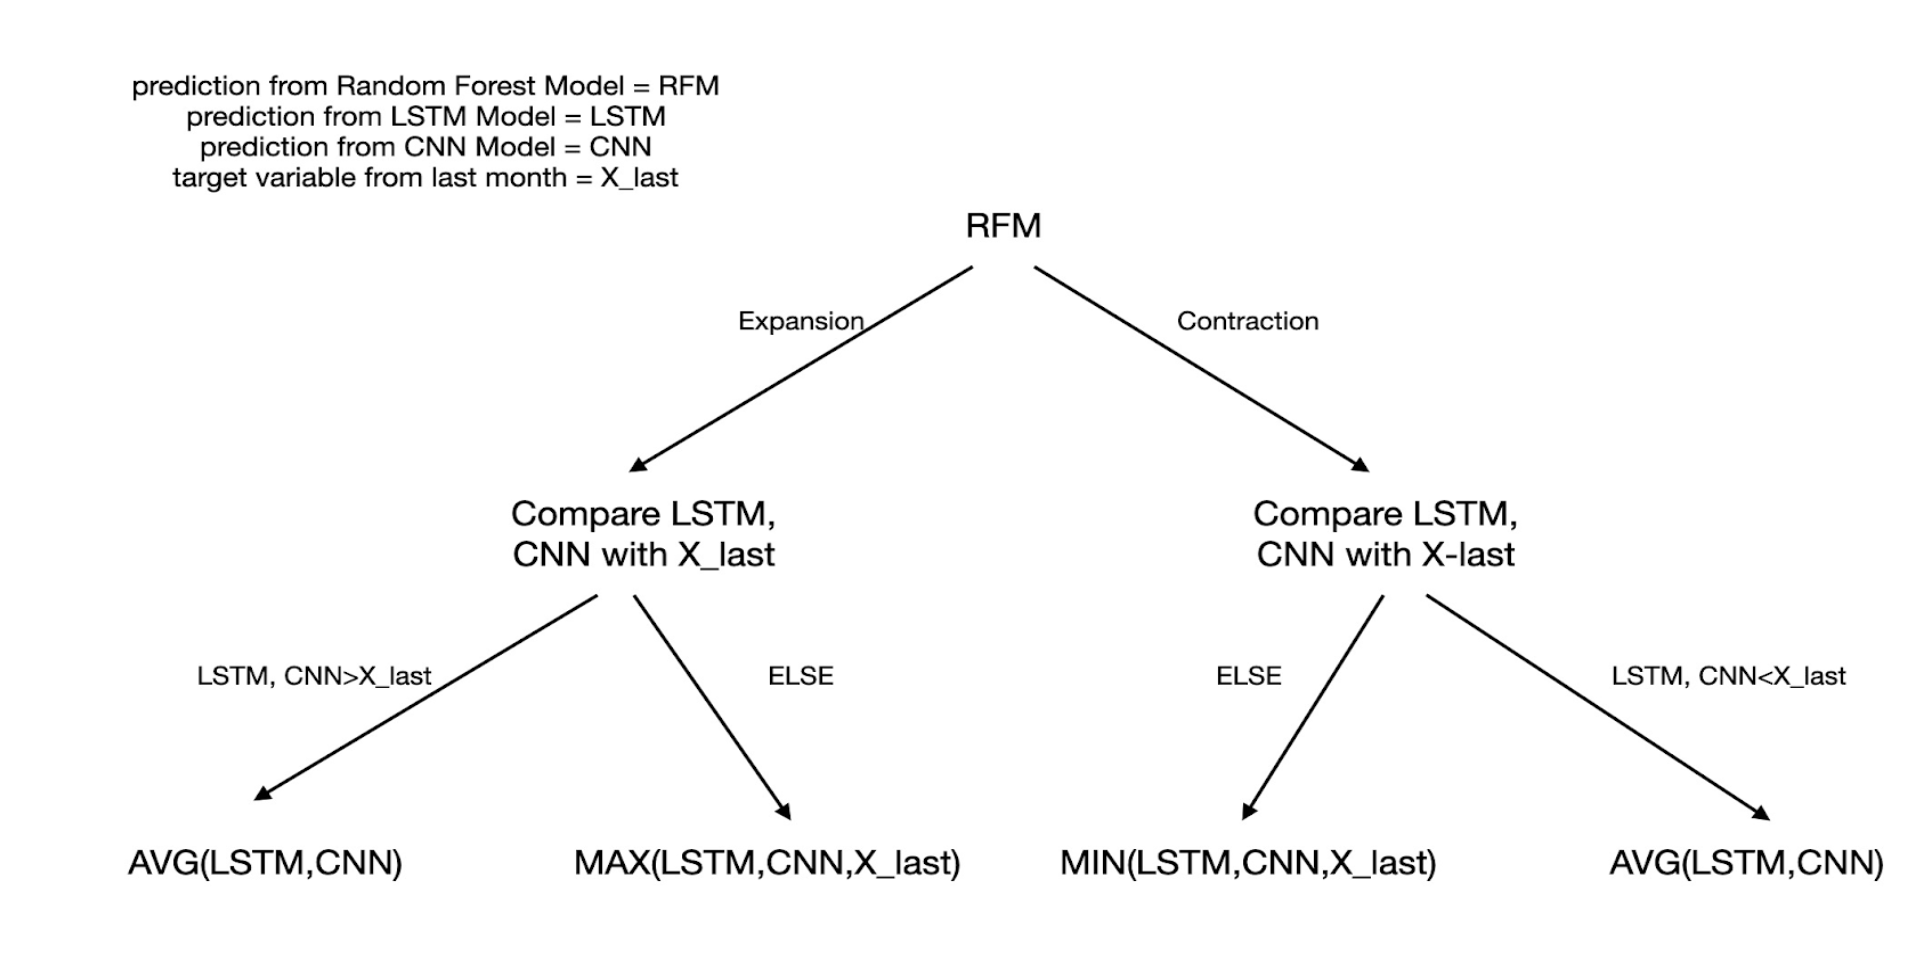 prediction from Random Forest Model = RFM
prediction from LSTM Model = LSTM
prediction from CNN Model = CNN
target variable from last month = X_last
RFM
Expansion
Contraction
Compare LSTM,
CNN with X_last
Compare LSTM,
CNN with X-last
LSTM, CNN>X_last
ELSE
ELSE
LSTM, CNN<X_last
AVG(LSTM,CNN)
MAX(LSTM,CNN,X_last)
MIN(LSTM,CNN,X_last)
AVG(LSTM,CNN)